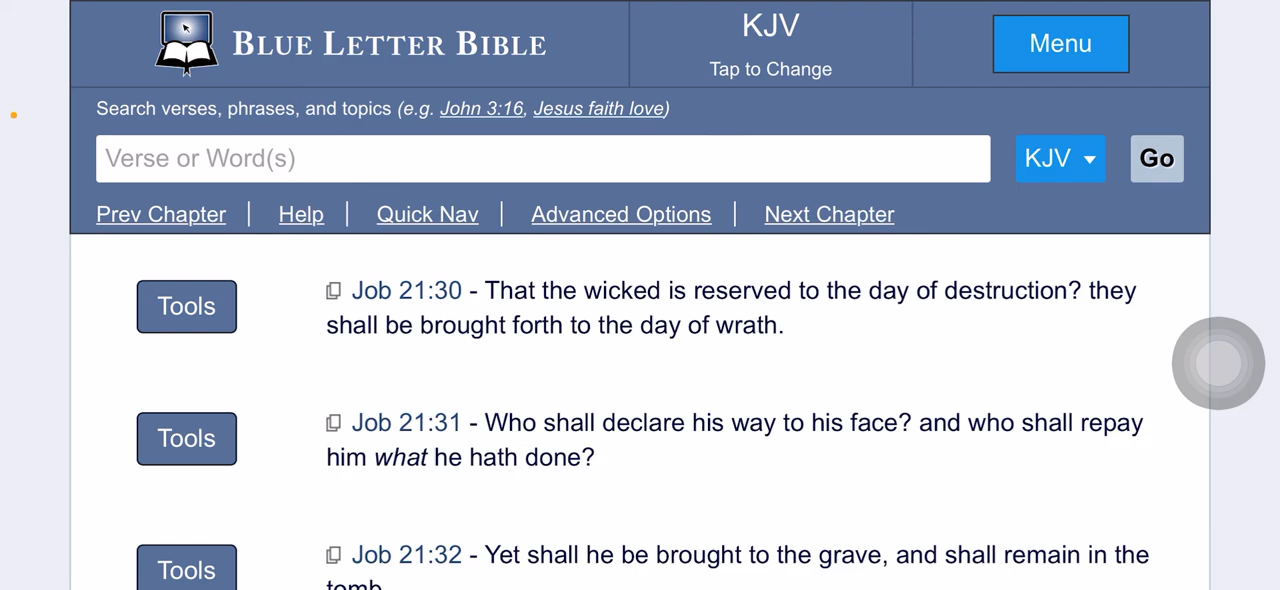 BLUE LETTER BIBLE
KJV
Tap to Change
Menu
Search verses, phrases, and topics (e.g. John 3:16, Jesus faith love)
Verse or Word(s)
KJV
Go
Prev Chapter | Help | Quick Nav | Advanced Options | Next Chapter
Tools
Job 21:30 - That the wicked is reserved to the day of destruction? they
shall be brought forth to the day of wrath.
Tools
Job 21:31 - Who shall declare his way to his face? and who shall repay
him what he hath done?
Tools
Job 21:32 - Yet shall he be brought to the grave, and shall remain in the
tomb.